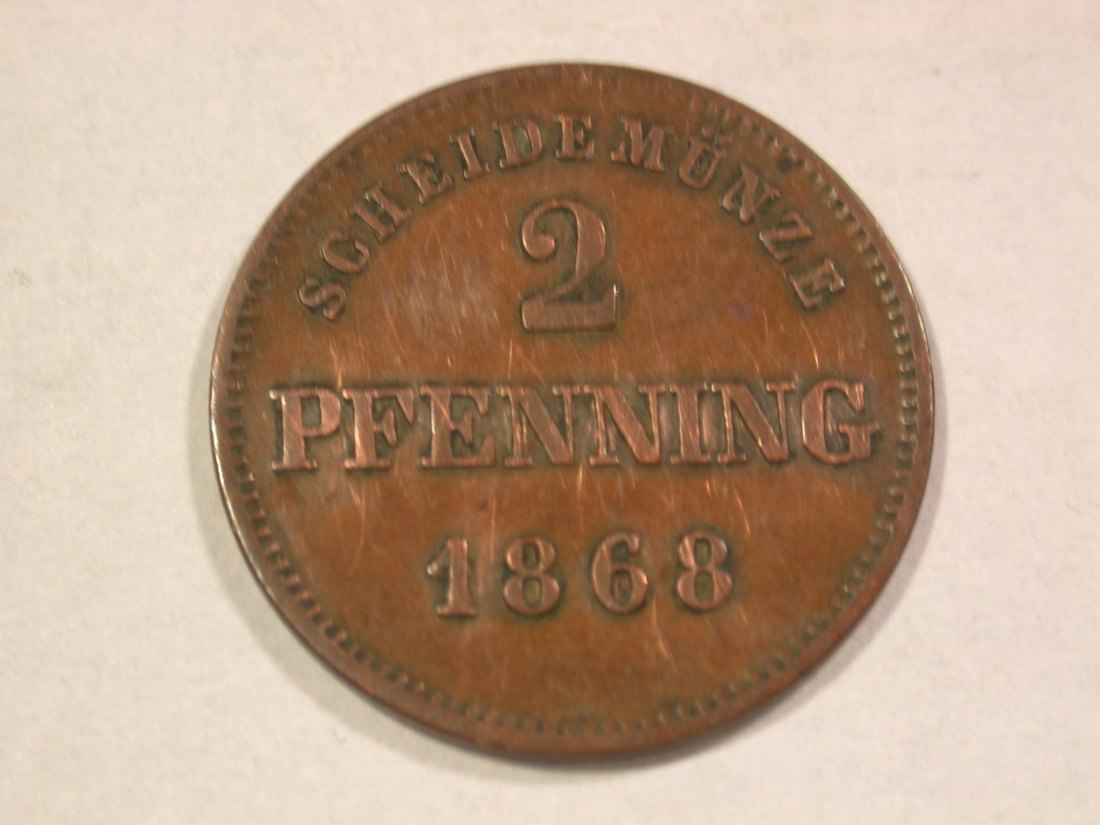 SCHEIDEMÜNZE
2
PFENNING
1868